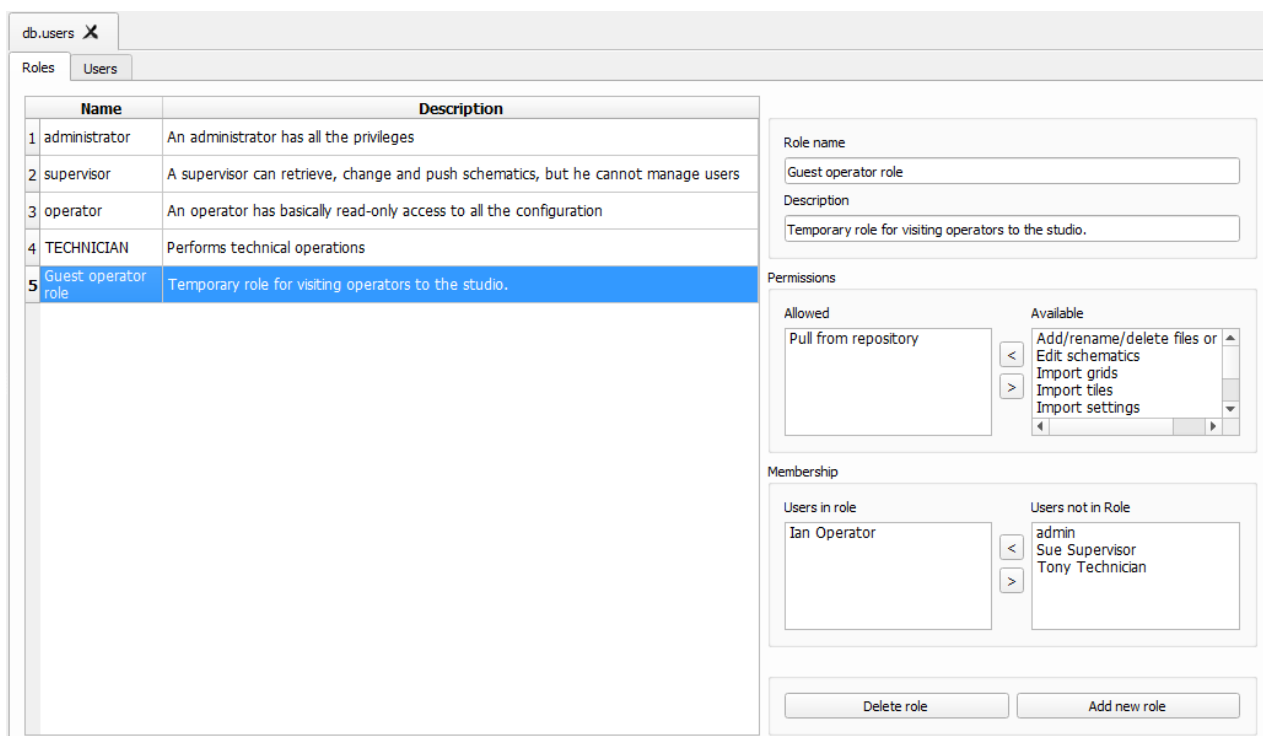 db.users
Roles Users
Name Description
1 administrator An administrator has all the privileges
2 supervisor A supervisor can retrieve, change and push schematics, but he cannot manage users
3 operator An operator has basically read-only access to all the configuration
4 TECHNICIAN Performs technical operations
5 Guest operator role Temporary role for visiting operators to the studio.
Role name
Guest operator role
Description
Temporary role for visiting operators to the studio.
Permissions
Allowed
Pull from repository
<
>
Available
Add/rename/delete files or
Edit schematics
Import grids
Import tiles
Import settings
Membership
Users in role
Ian Operator
<
>
Users not in Role
admin
Sue Supervisor
Tony Technician
Delete role Add new role